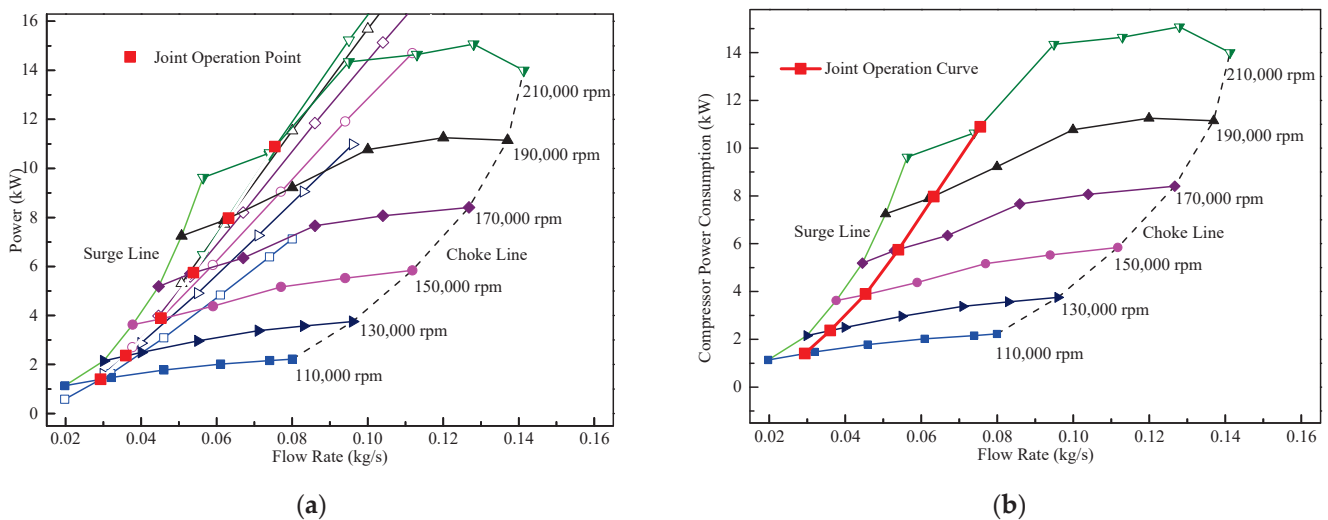 16
14
12
10
8
6
4
2
0
Power (kW)
Joint Operation Point
210,000 rpm
190,000 rpm
170,000 rpm
Surge Line
Choke Line
150,000 rpm
130,000 rpm
110,000 rpm
0.02 0.04 0.06 0.08 0.10 0.12 0.14 0.16
Flow Rate (kg/s)
(a)
14
12
10
8
6
4
2
0
Compressor Power Consumption (kW)
Joint Operation Curve
210,000 rpm
190,000 rpm
170,000 rpm
Surge Line
Choke Line
150,000 rpm
130,000 rpm
110,000 rpm
0.02 0.04 0.06 0.08 0.10 0.12 0.14 0.16
Flow Rate (kg/s)
(b)